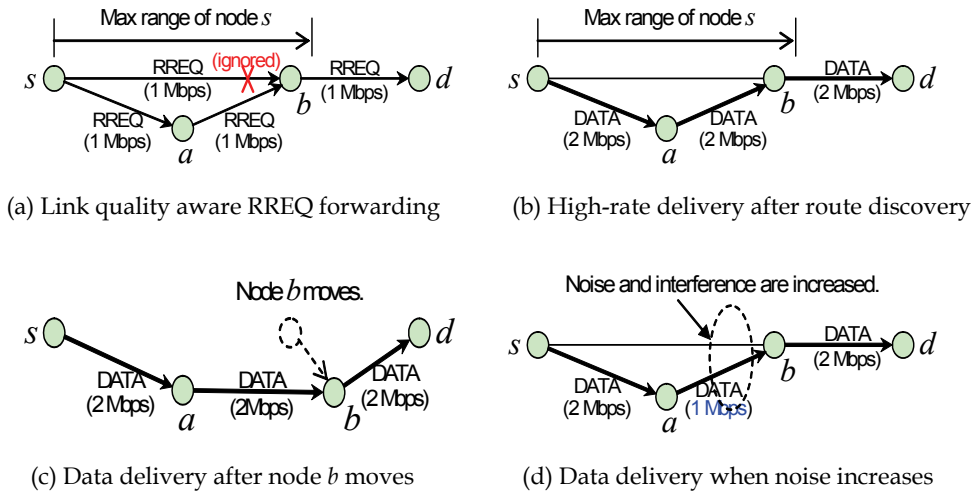 Max range of node s
(ignored)
s
RREQ
(1 Mbps)
b
RREQ
(1 Mbps)
d
RREQ
(1 Mbps)
a
RREQ
(1 Mbps)
(a) Link quality aware RREQ forwarding
Max range of node s
s
b
DATA
(2 Mbps)
d
DATA
(2 Mbps)
a
DATA
(2 Mbps)
(b) High-rate delivery after route discovery
Node b moves.
s
d
DATA
(2 Mbps)
a
DATA
(2Mbps)
b
DATA
(2 Mbps)
(c) Data delivery after node b moves
Noise and interference are increased.
s
b
DATA
(2 Mbps)
d
DATA
(2 Mbps)
a
DATA
(1 Mbps)
(d) Data delivery when noise increases